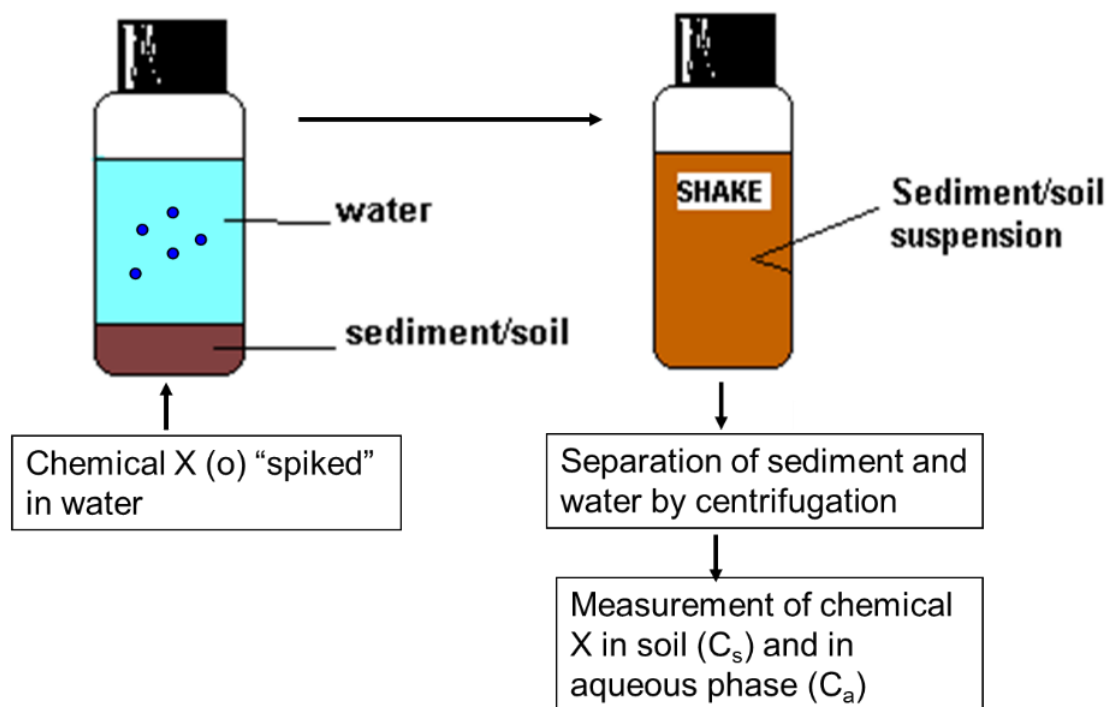 water
sediment/soil
Chemical X (o) “spiked”
in water
SHAKE
Sediment/soil
suspension
Separation of sediment and
water by centrifugation
Measurement of chemical
X in soil (Cs) and in
aqueous phase (Ca)